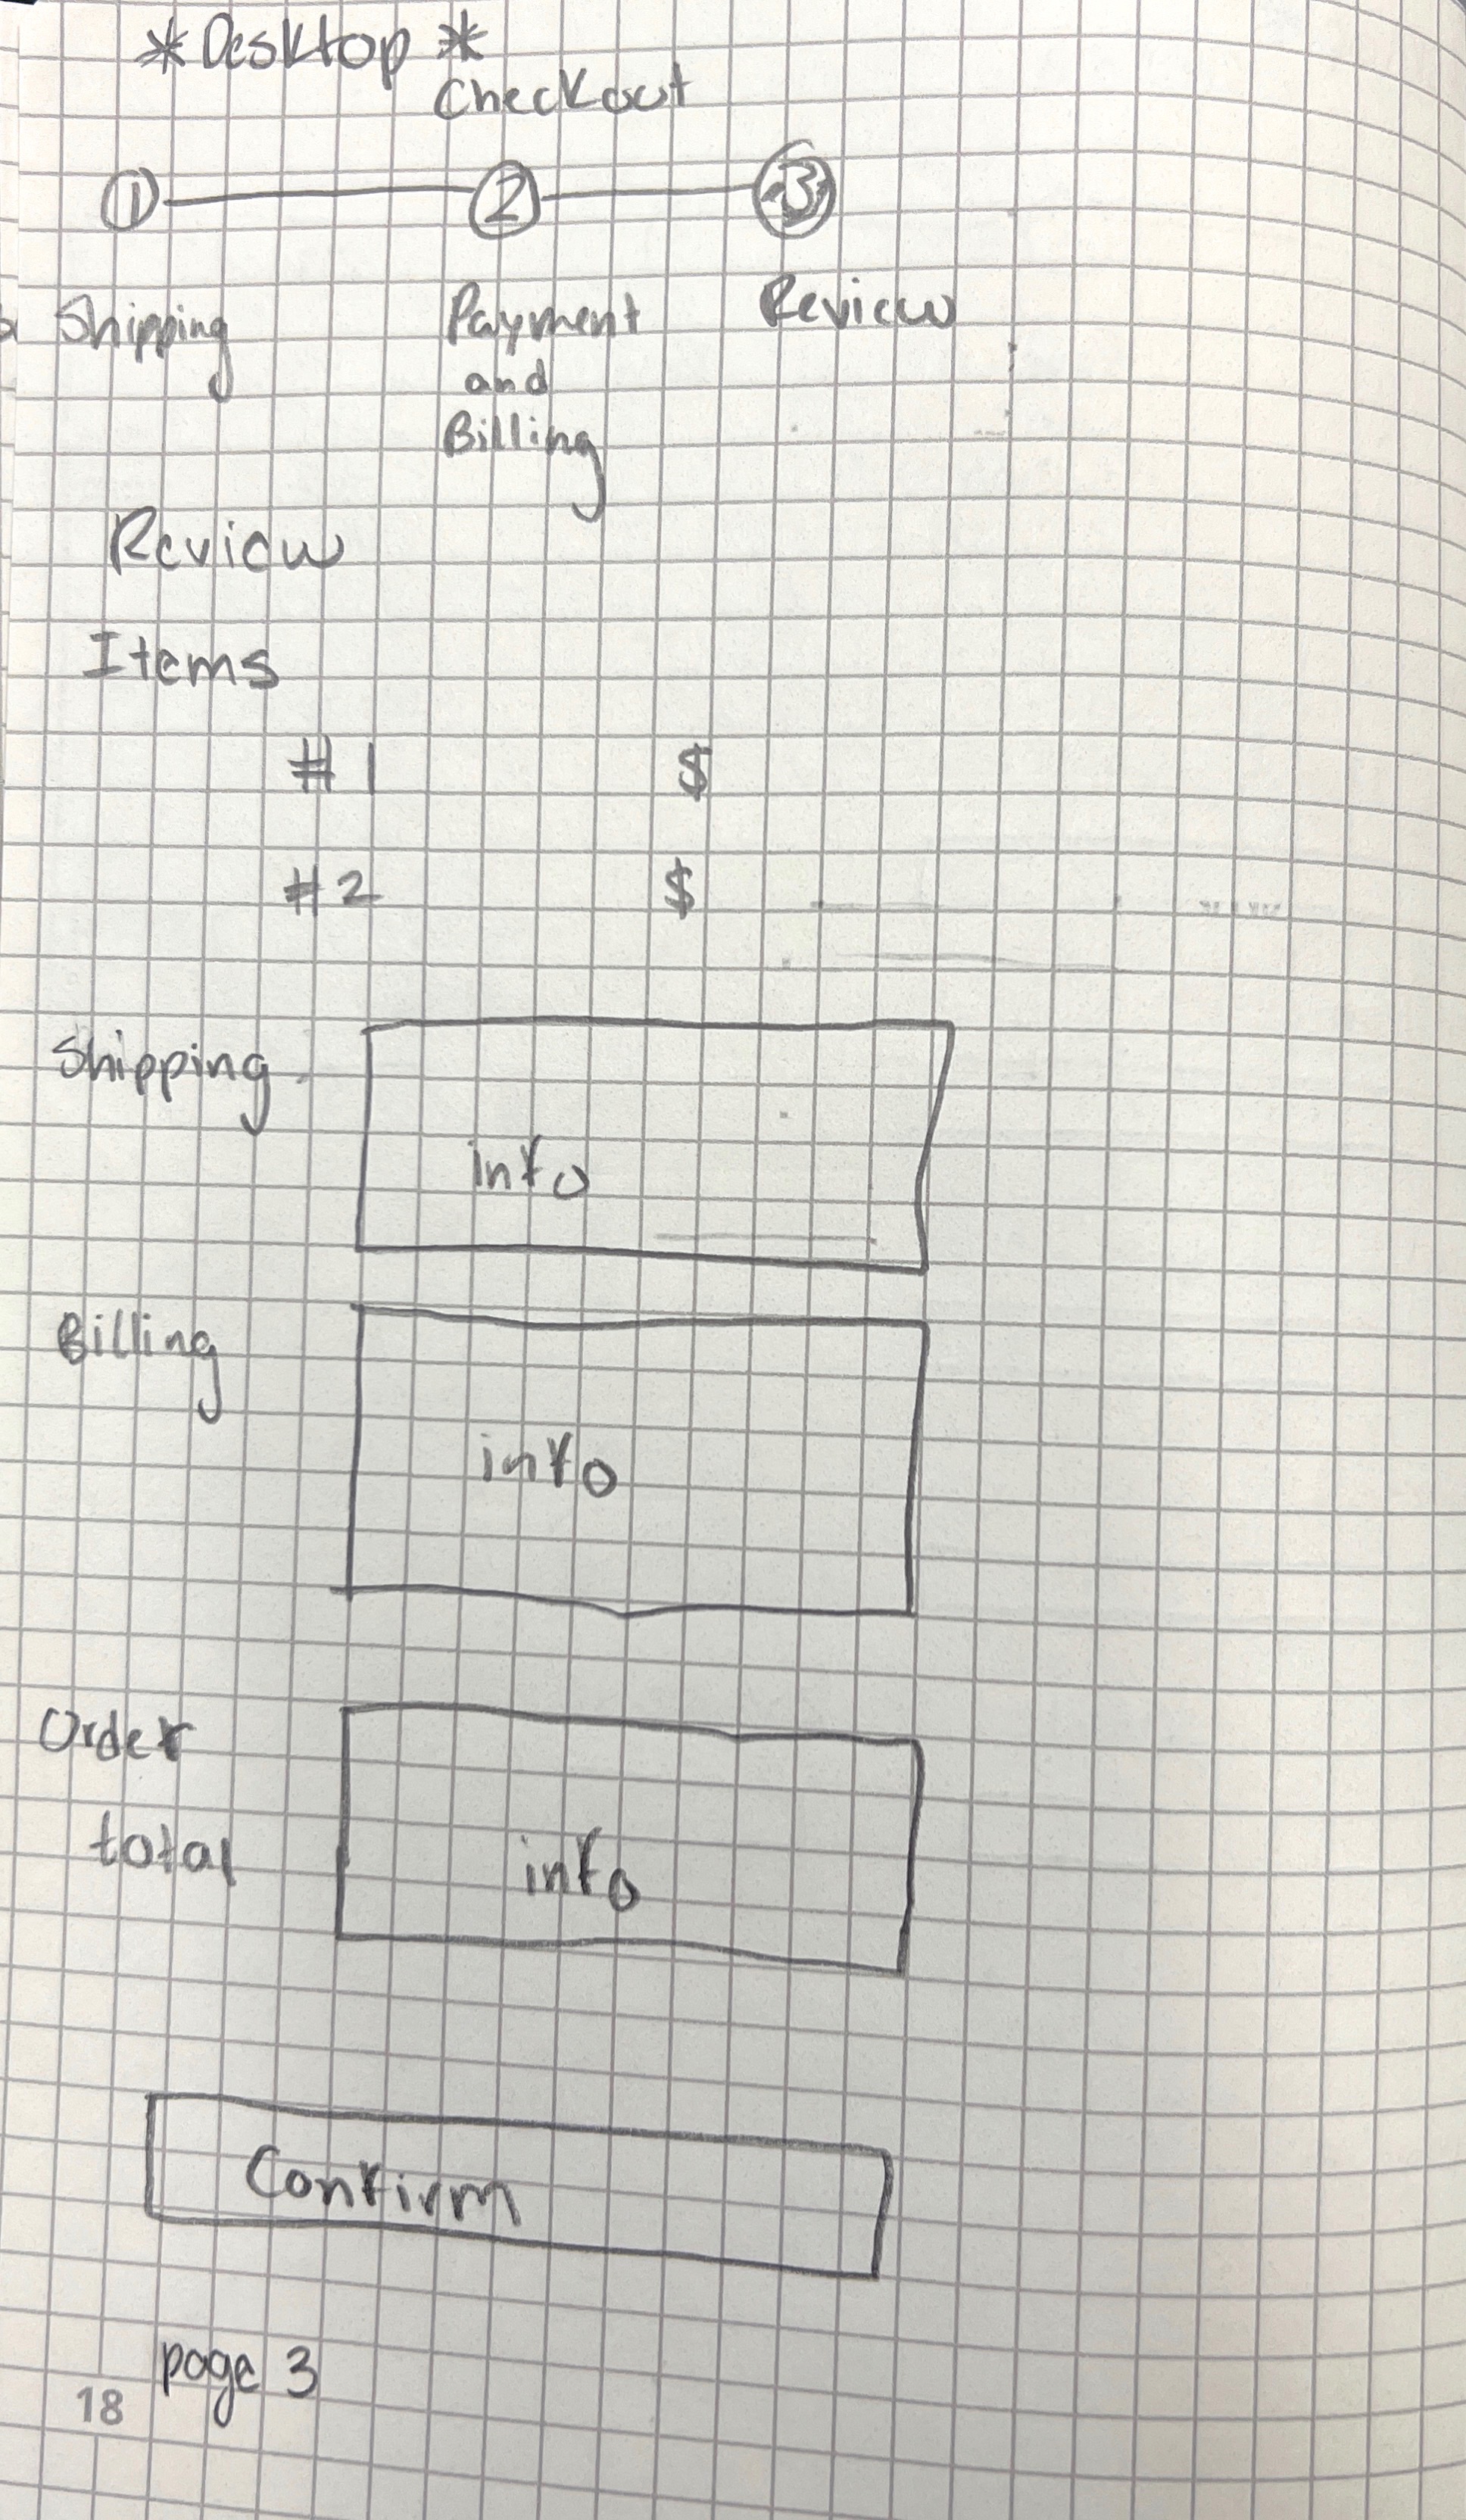 *Desktop*
Checkout
1 2 3
Shipping Payment and Billing Review
Review
Items
#1 $
#2 $
Shipping
info
Billing
info
Order
total
info
Confirm
page 3
18